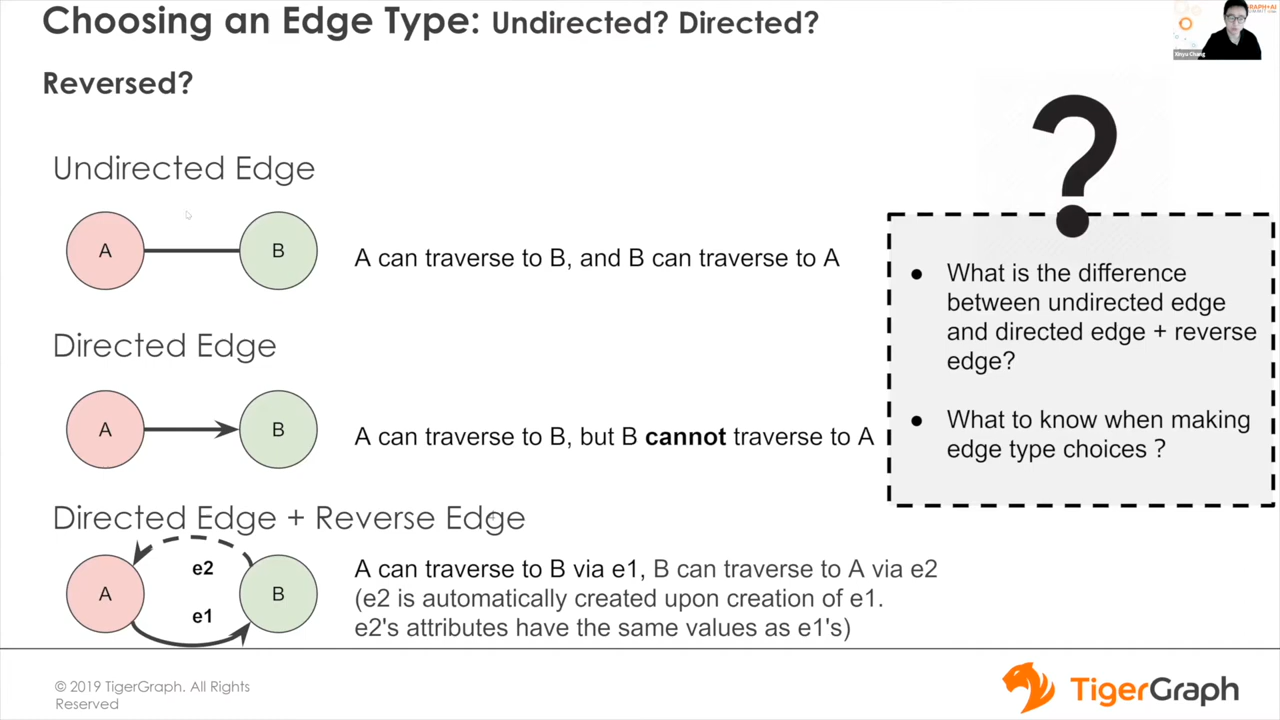 Choosing an Edge Type: Undirected? Directed?
Reversed?
Undirected Edge
A
B
A can traverse to B, and B can traverse to A
Directed Edge
A
B
A can traverse to B, but B cannot traverse to A
Directed Edge + Reverse Edge
A
e2
e1
B
A can traverse to B via e1, B can traverse to A via e2
(e2 is automatically created upon creation of e1.
e2's attributes have the same values as e1's)
?
● What is the difference
between undirected edge
and directed edge + reverse
edge?
● What to know when making
edge type choices ?
Xinyu Chang
© 2019 TigerGraph. All Rights
Reserved
TigerGraph